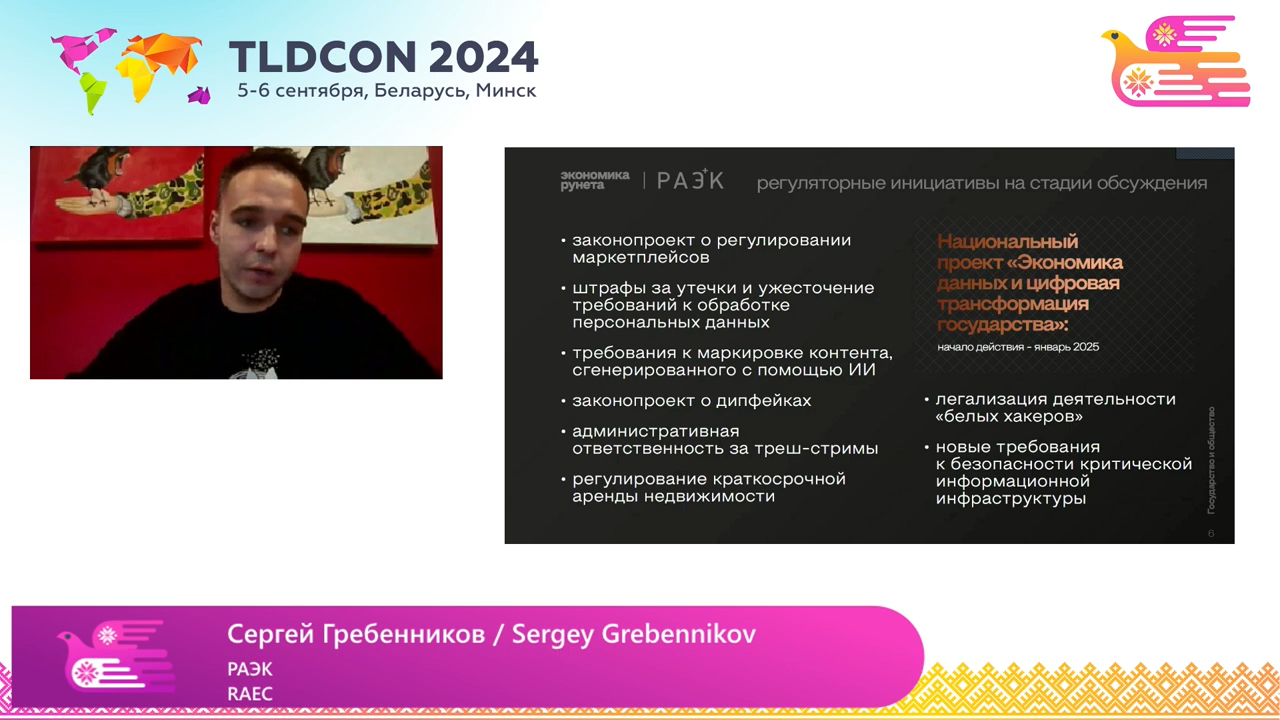 TLDCON 2024
5-6 сентября, Беларусь, Минск
экономика
рунета
РАЭК
регуляторные инициативы на стадии обсуждения
• законопроект о регулировании
маркетплейсов
• штрафы за утечки и ужесточение
требований к обработке
персональных данных
• требования к маркировке контента,
сгенерированного с помощью ИИ
• законопроект о дипфейках
• административная
ответственность за треш-стримы
• регулирование краткосрочной
аренды недвижимости
Национальный
проект «Экономика
данных и цифровая
трансформация
государства»:
начало действия - январь 2025
• легализация деятельности
«белых хакеров»
• новые требования
к безопасности критической
информационной
инфраструктуры
Государство и общество
6
Сергей Гребенников / Sergey Grebennikov
РАЭК
RAEC